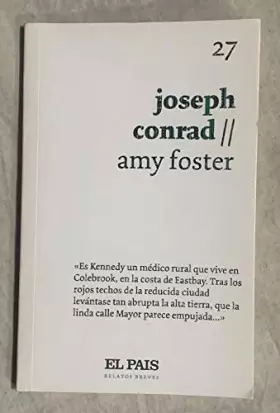 27
joseph
conrad //
amy foster
«Es Kennedy un médico rural que vive en
Colebrook, en la costa de Eastbay. Tras los
rojos techos de la reducida ciudad
levántase tan abrupta la alta tierra, que la
linda calle Mayor parece empujada...»
EL PAIS
RELATOS BREVES